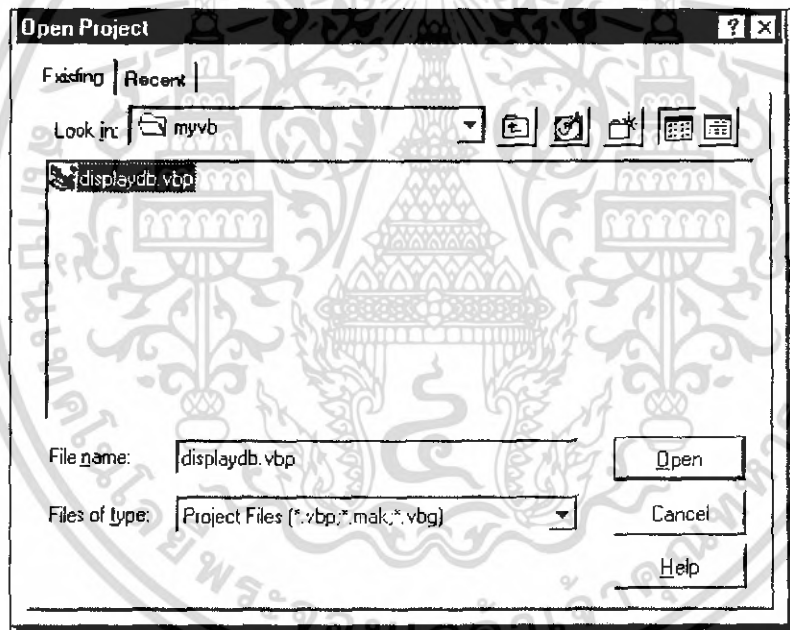 Open Project
Existing
Recent
Look in: myvb
displaydb.vbp
File name: displaydb.vbp
Open
Files of type: Project Files (*.vbp;*.mak;*.vbg)
Cancel
Help